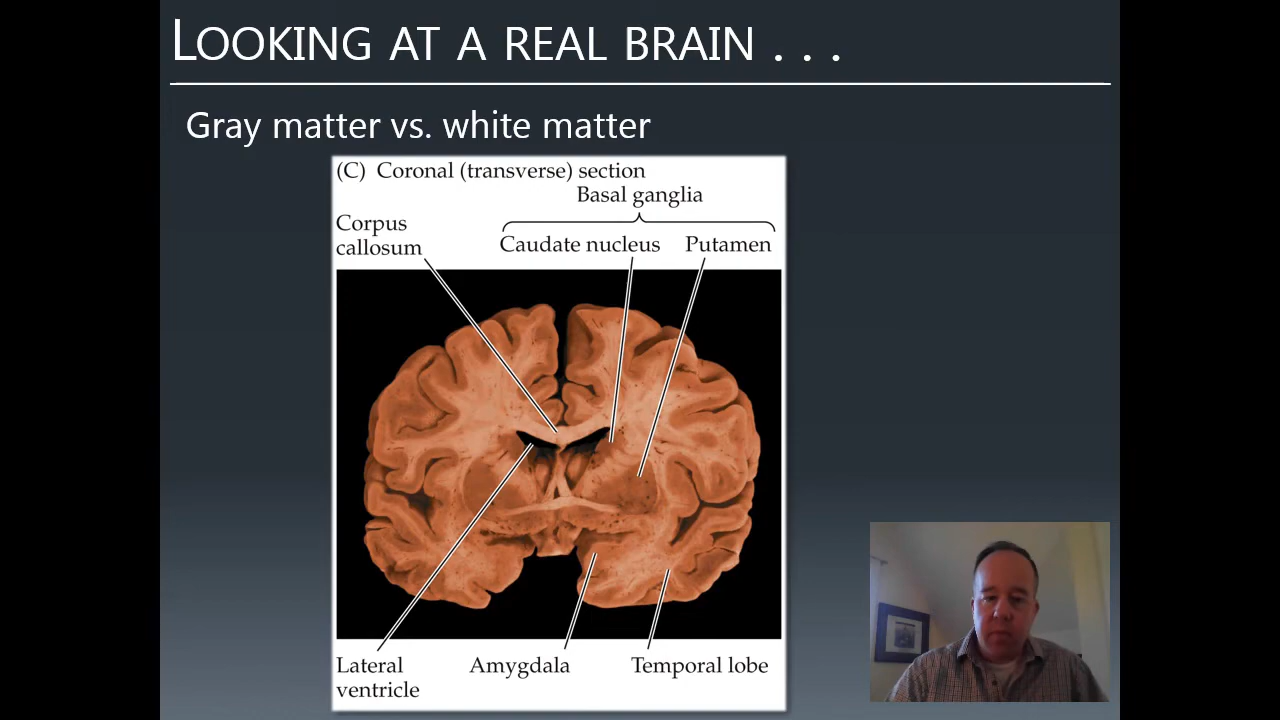 LOOKING AT A REAL BRAIN . . .
Gray matter vs. white matter
(C) Coronal (transverse) section
Basal ganglia
Corpus
callosum
Caudate nucleus
Putamen
Lateral
ventricle
Amygdala
Temporal lobe